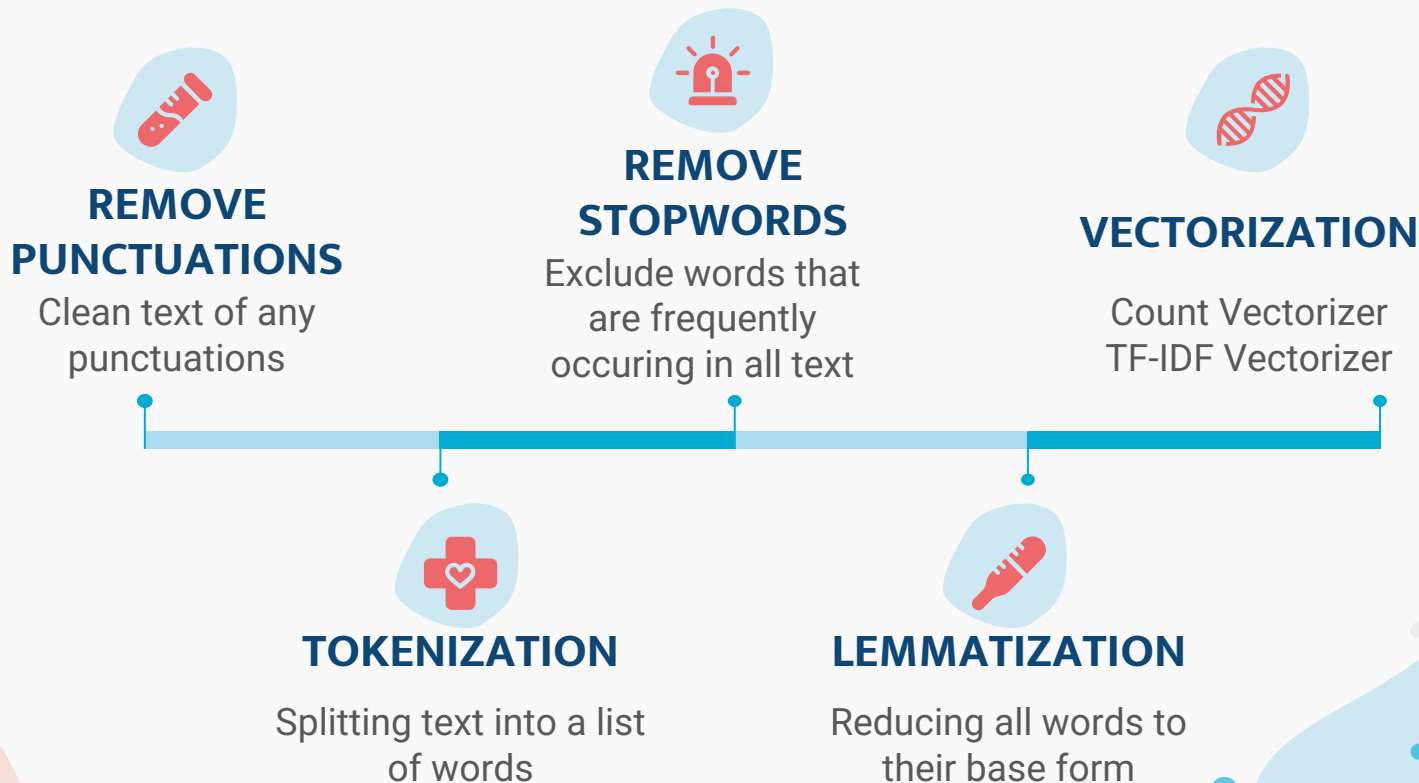 REMOVE
PUNCTUATIONS
Clean text of any
punctuations
TOKENIZATION
Splitting text into a list
of words
REMOVE
STOPWORDS
Exclude words that
are frequently
occuring in all text
LEMMATIZATION
Reducing all words to
their base form
VECTORIZATION
Count Vectorizer
TF-IDF Vectorizer